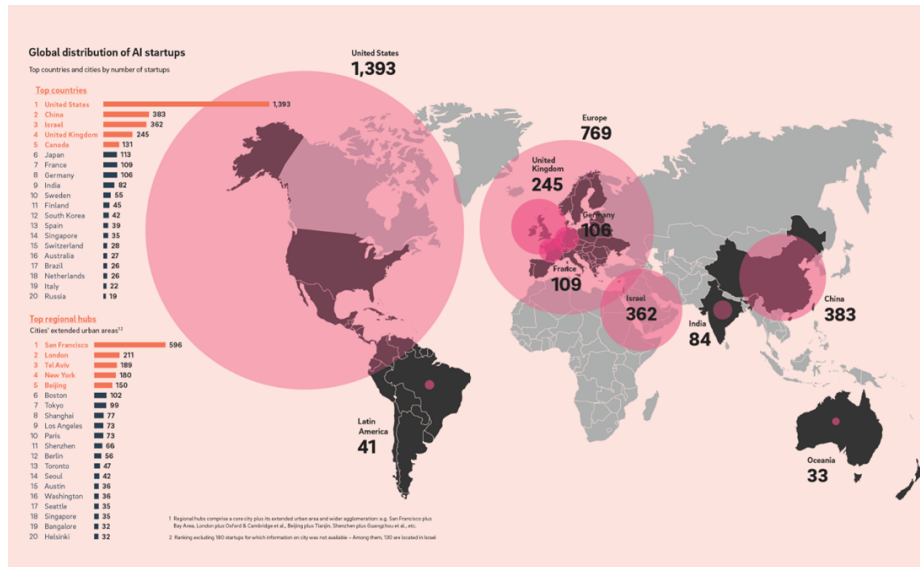 Global distribution of AI startups
Top countries and cities by number of startups
Top countries
1 United States 1,393
2 China 383
3 Israel 362
4 United Kingdom 245
5 Canada 131
6 Japan 113
7 France 109
8 Germany 106
9 India 82
10 Sweden 55
11 Finland 45
12 South Korea 42
13 Spain 39
14 Singapore 35
15 Switzerland 28
16 Australia 27
17 Brazil 26
18 Netherlands 26
19 Italy 22
20 Russia 19
Top regional hubs
Cities' extended urban areas¹²
1 San Francisco 596
2 London 211
3 Tel Aviv 189
4 New York 180
5 Beijing 150
6 Boston 102
7 Tokyo 99
8 Shanghai 77
9 Los Angeles 73
10 Paris 73
11 Shenzhen 66
12 Berlin 56
13 Toronto 47
14 Seoul 42
15 Austin 36
16 Washington 36
17 Seattle 35
18 Singapore 35
19 Bangalore 32
20 Helsinki 32
United States
1,393
Europe
769
United
Kingdom
245
Germany
106
France
109
Israel
362
India
84
China
383
Latin
America
41
Oceania
33
1 Regional hubs comprise a core city plus its extended urban area and wider agglomeration: e.g. San Francisco plus
Bay Area, London plus Oxford & Cambridge et al., Beijing plus Tianjin, Shenzhen plus Guangzhou et al., etc.
2 Ranking excluding 180 startups for which information on city was not available – Among them, 130 are located in Israel